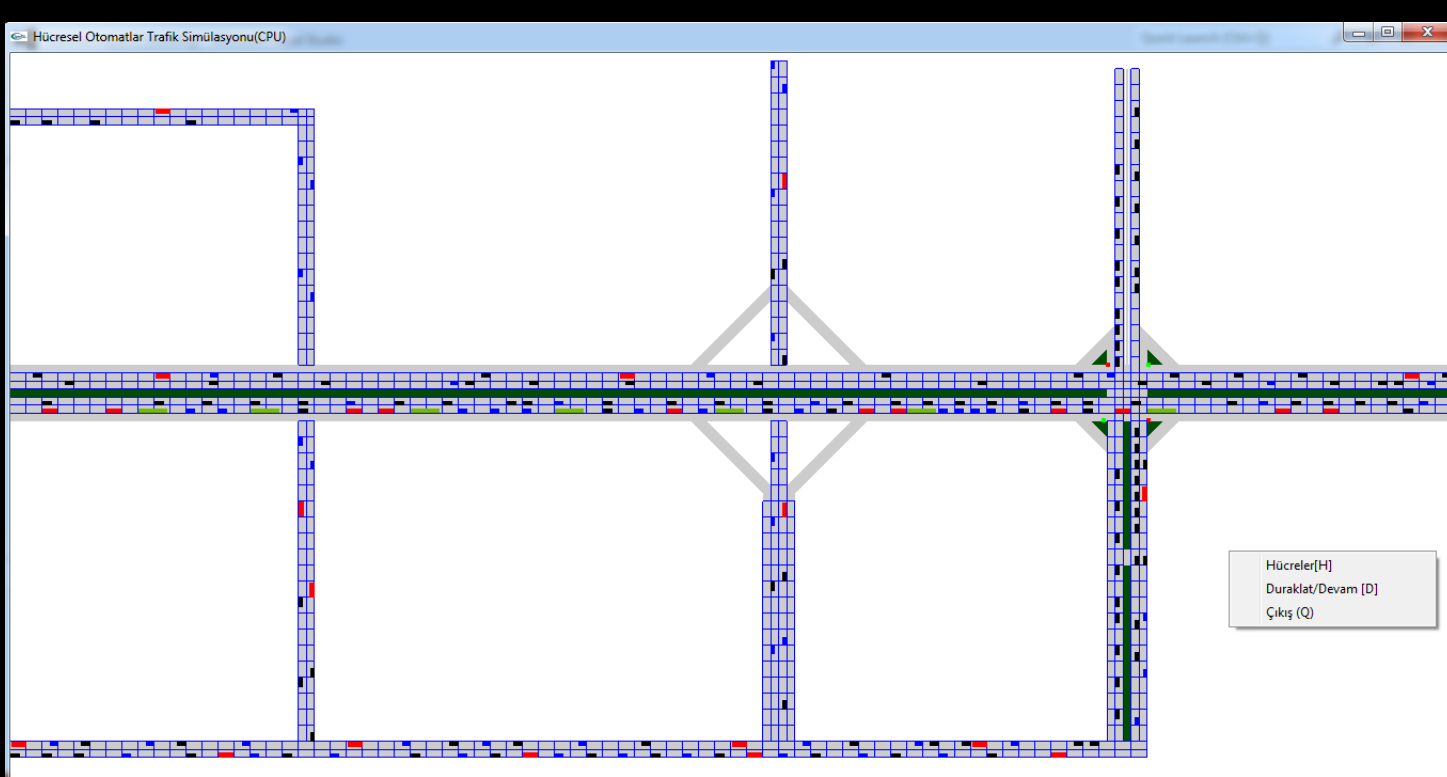 Hücresel Otomatlar Trafik Simülasyonu(CPU)
Hücreler[H]
Duraklat/Devam [D]
Çıkış (Q)